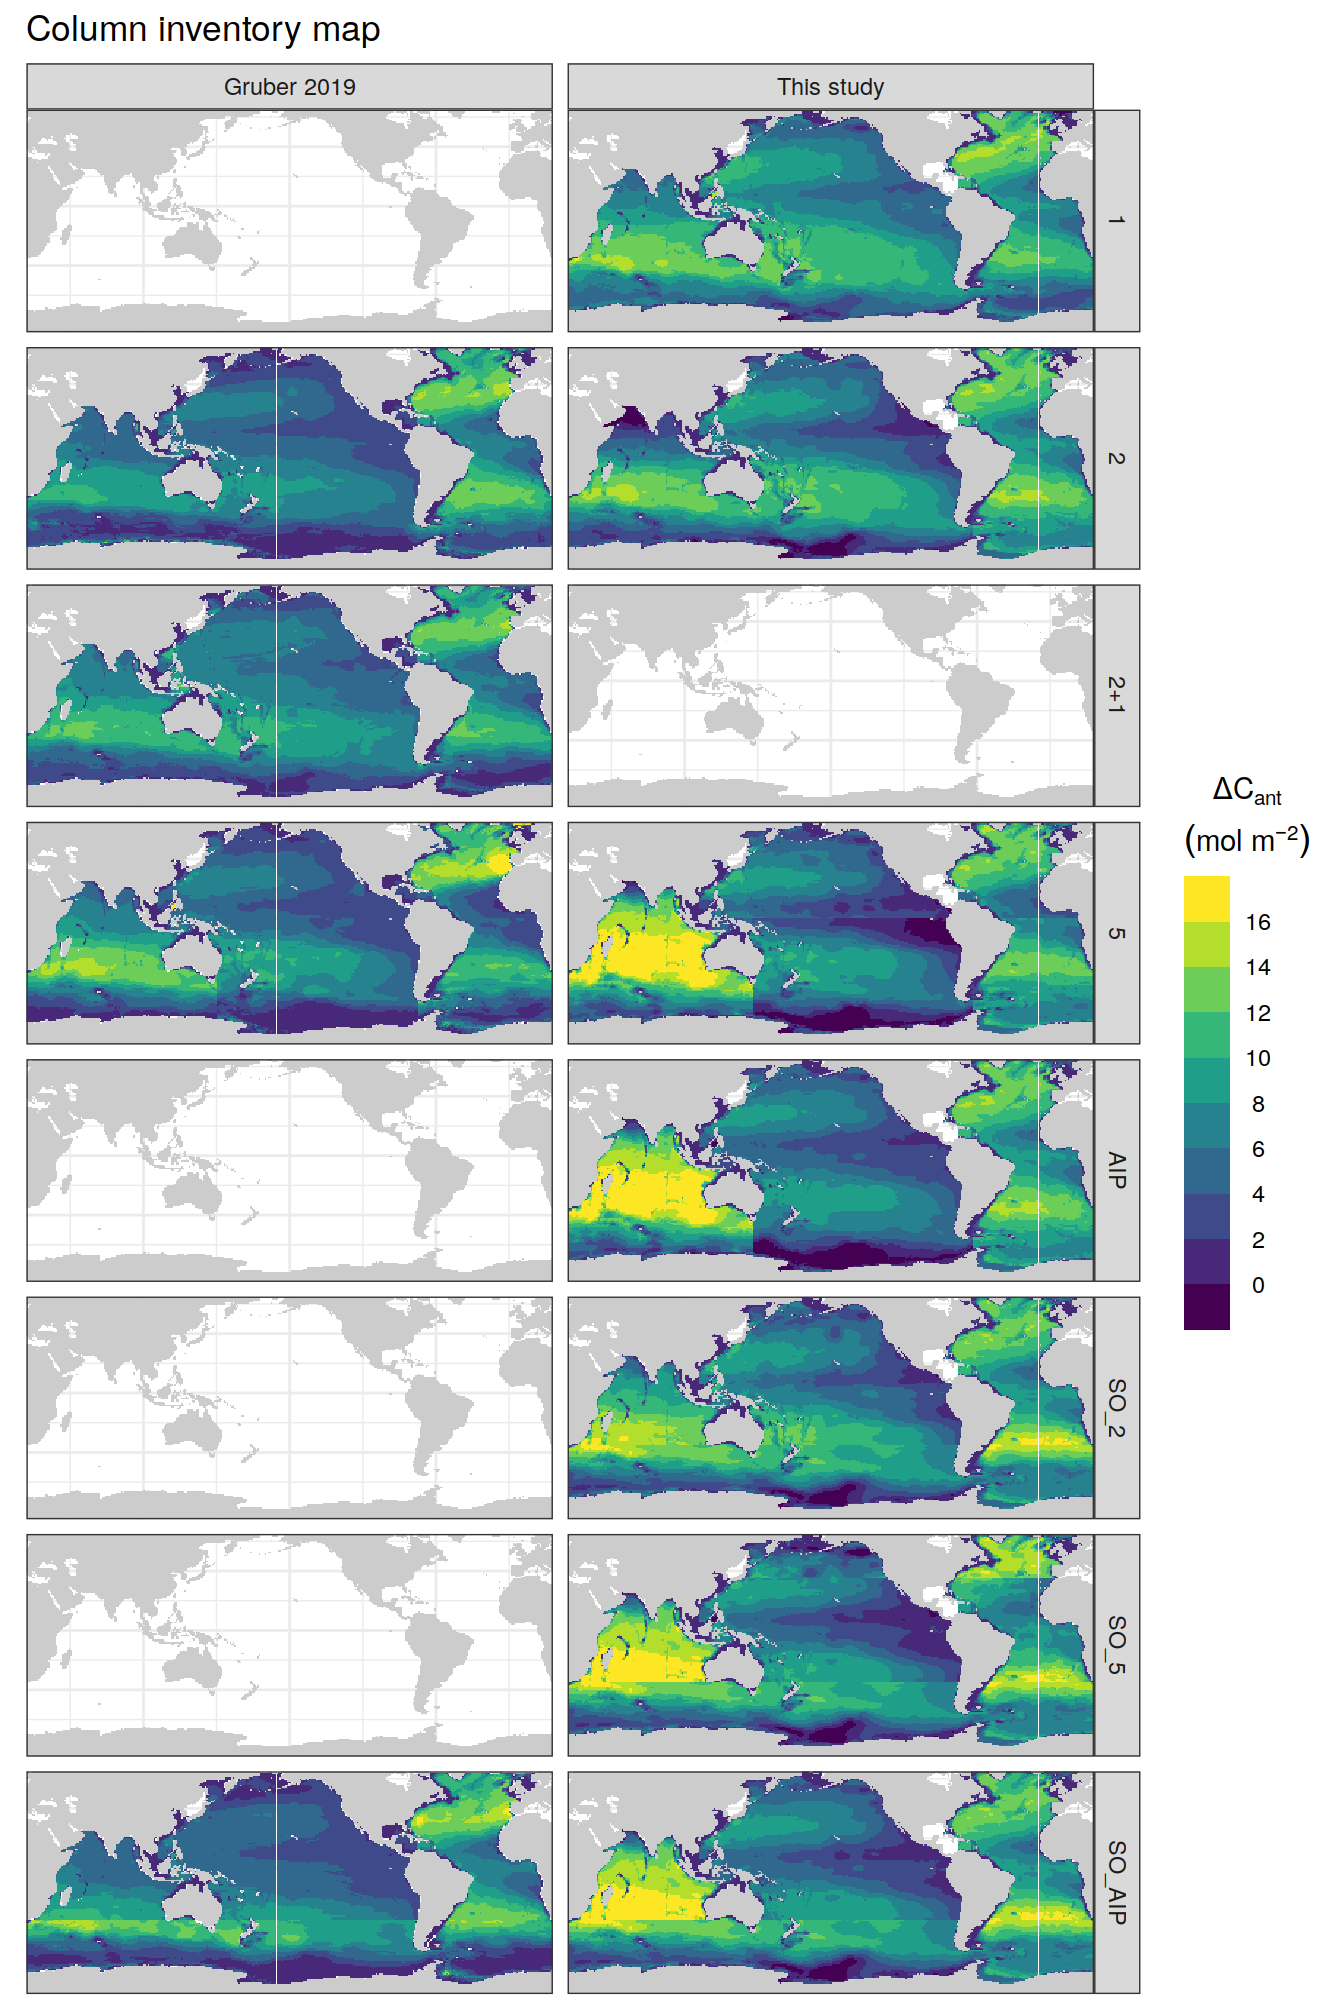 Column inventory map
Gruber 2019
This study
1
2
2+1
5
AIP
SO_2
SO_5
SO_AIP
ΔCant
(mol m−2)
16
14
12
10
8
6
4
2
0